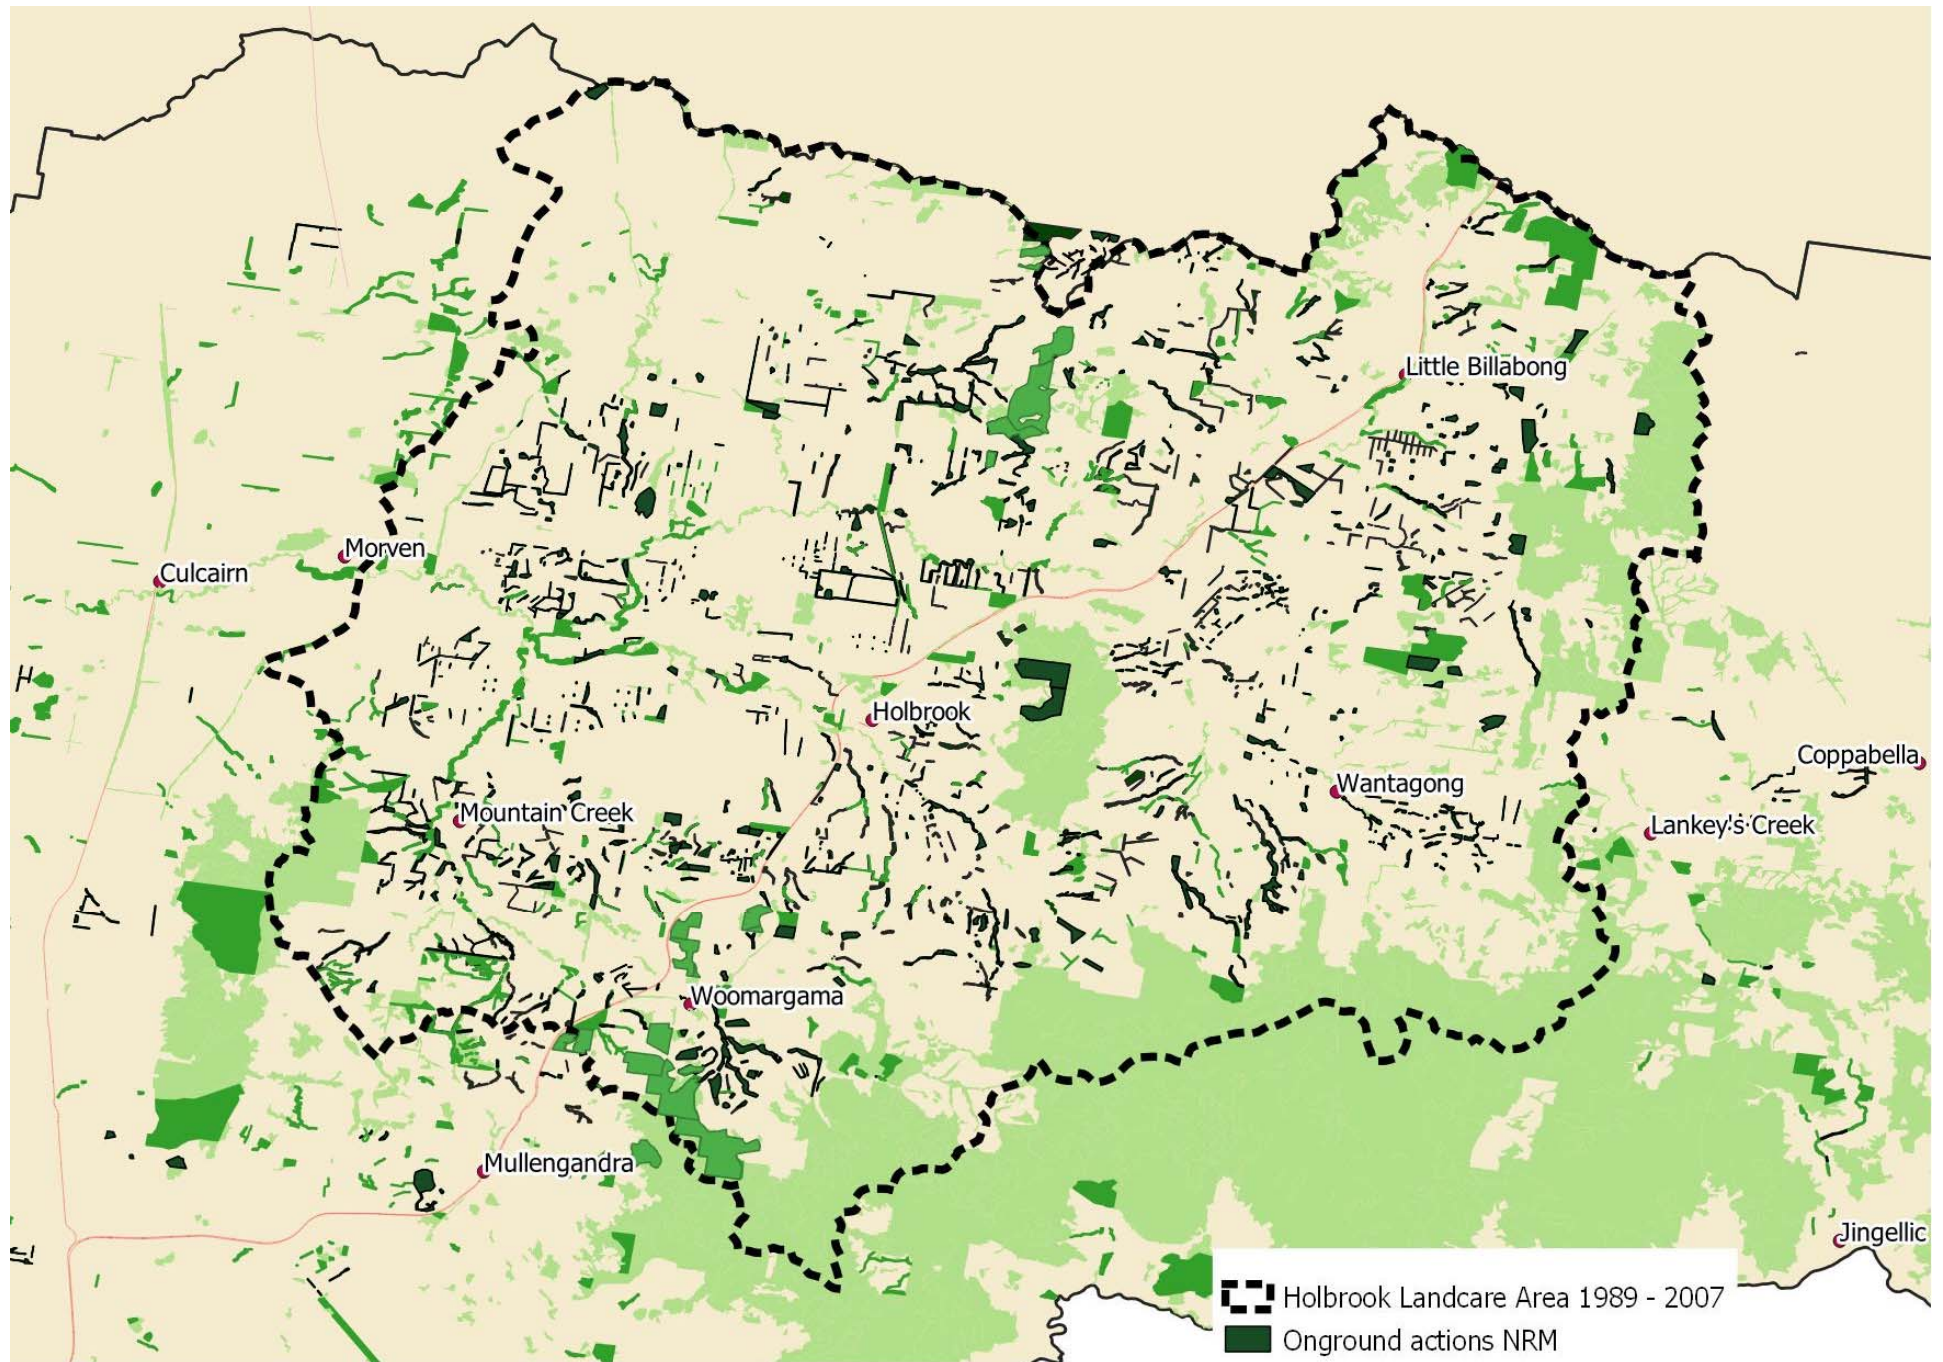 Little Billabong
Morven
Culcairn
Holbrook
Coppabella
Wantagong
Mountain Creek
Lankey's Creek
Woomargama
Mullengandra
Jingellic
Holbrook Landcare Area 1989 - 2007
Onground actions NRM